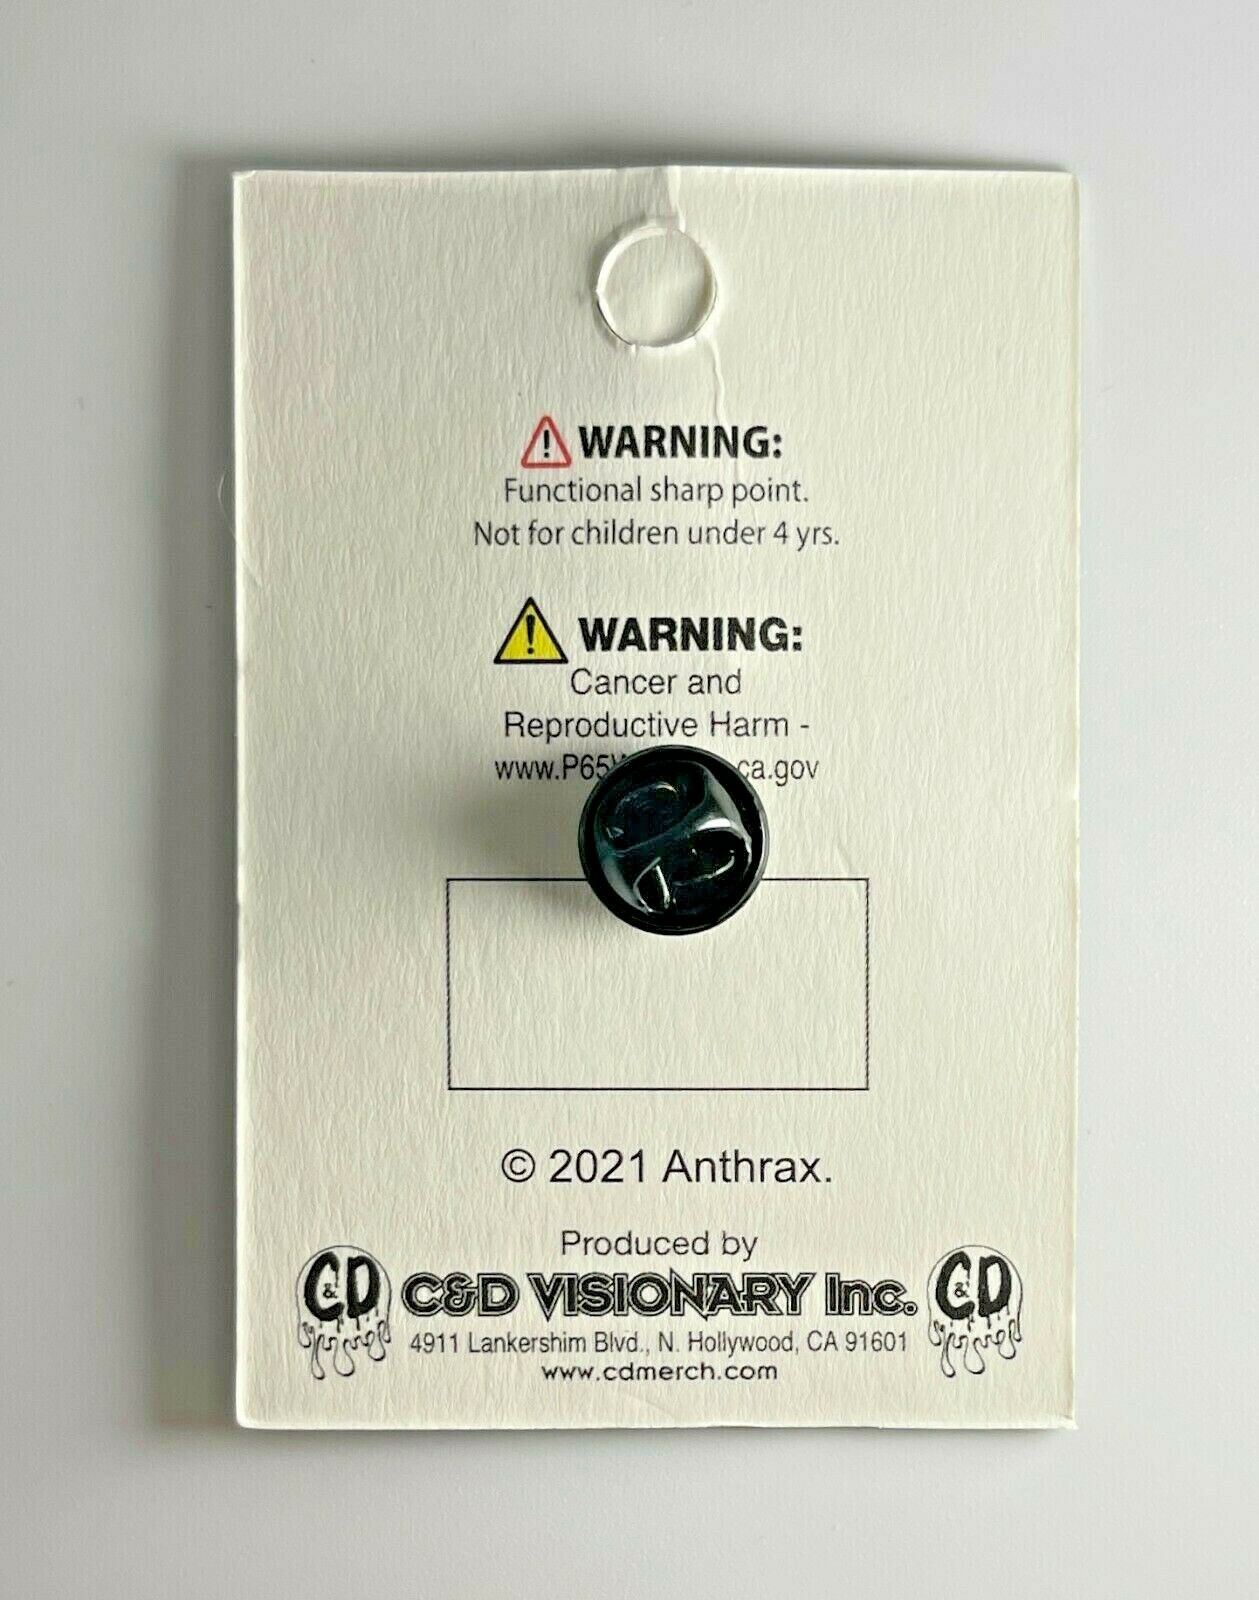 WARNING:
Functional sharp point.
Not for children under 4 yrs.
WARNING:
Cancer and
Reproductive Harm -
© 2021 Anthrax.
Produced by
C&D C&D VISIONARY Inc. C&D
4911 Lankershim Blvd., N. Hollywood, CA 91601
www.cdmerch.com